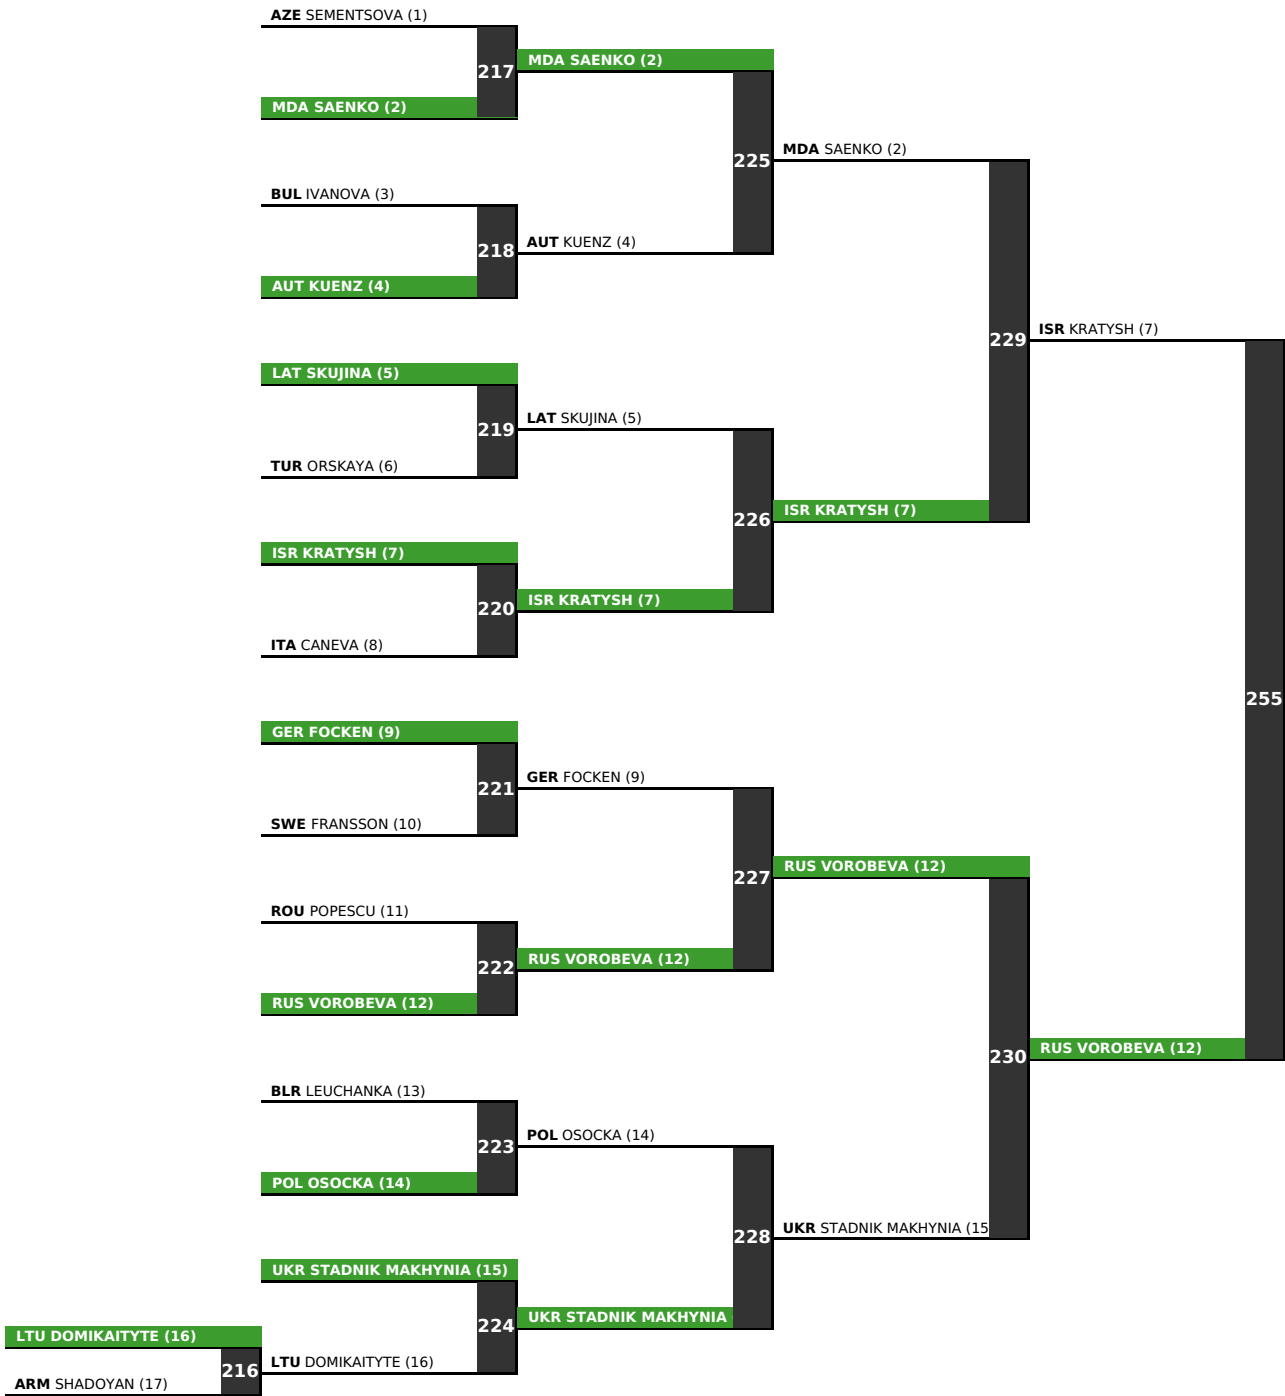 AZE SEMENTSOVA (1)
217
MDA SAENKO (2)
MDA SAENKO (2)
225
MDA SAENKO (2)
BUL IVANOVA (3)
218
AUT KUENZ (4)
AUT KUENZ (4)
229
ISR KRATYSH (7)
LAT SKUJINA (5)
219
LAT SKUJINA (5)
TUR ORSKAYA (6)
226
ISR KRATYSH (7)
ISR KRATYSH (7)
220
ISR KRATYSH (7)
ITA CANEVA (8)
255
GER FOCKEN (9)
221
GER FOCKEN (9)
SWE FRANSSON (10)
227
RUS VOROBEVA (12)
ROU POPESCU (11)
222
RUS VOROBEVA (12)
RUS VOROBEVA (12)
230
RUS VOROBEVA (12)
BLR LEUCHANKA (13)
223
POL OSOCKA (14)
POL OSOCKA (14)
228
UKR STADNIK MAKHYNIA (15
UKR STADNIK MAKHYNIA (15)
224
UKR STADNIK MAKHYNIA
LTU DOMIKAITYTE (16)
216
LTU DOMIKAITYTE (16)
ARM SHADOYAN (17)